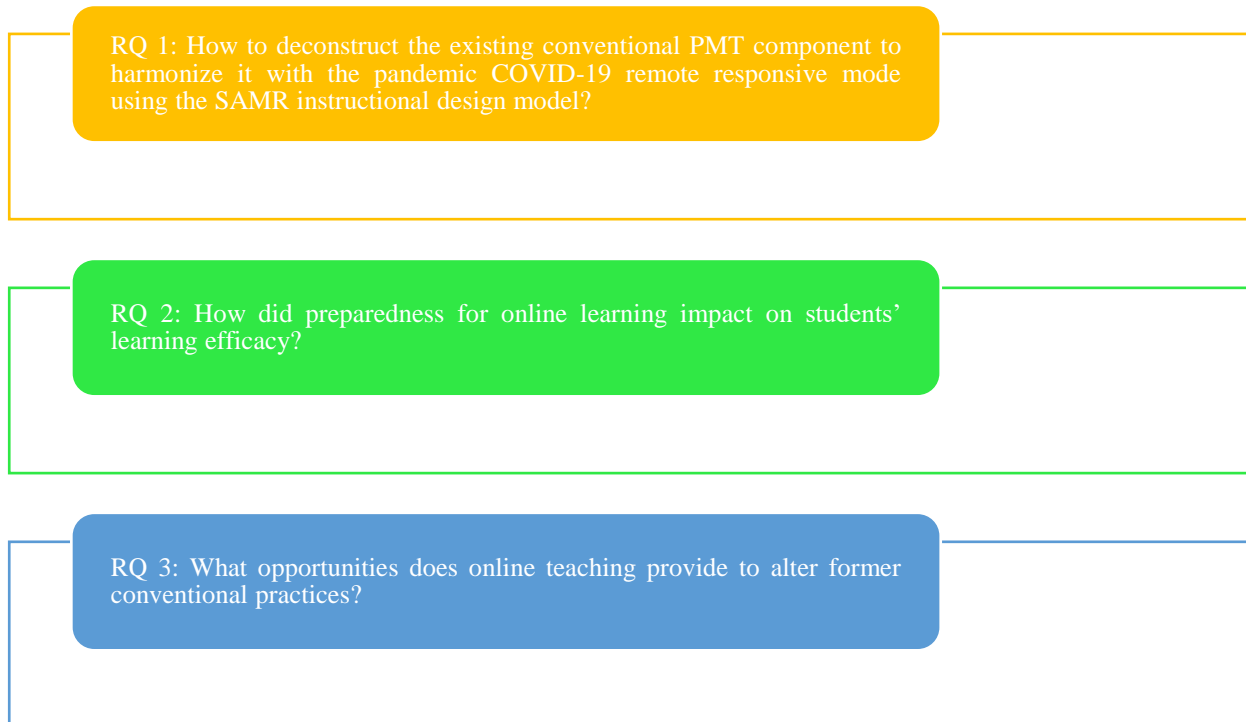 RQ 1: How to deconstruct the existing conventional PMT component to
harmonize it with the pandemic COVID-19 remote responsive mode
using the SAMR instructional design model?
RQ 2: How did preparedness for online learning impact on students’
learning efficacy?
RQ 3: What opportunities does online teaching provide to alter former
conventional practices?